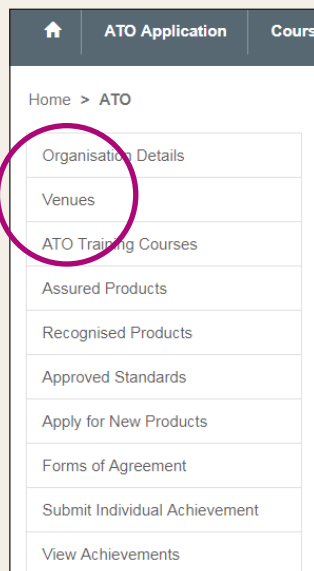 ATO Application Cours
Home > ATO
Organisation Details
Venues
ATO Training Courses
Assured Products
Recognised Products
Approved Standards
Apply for New Products
Forms of Agreement
Submit Individual Achievement
View Achievements